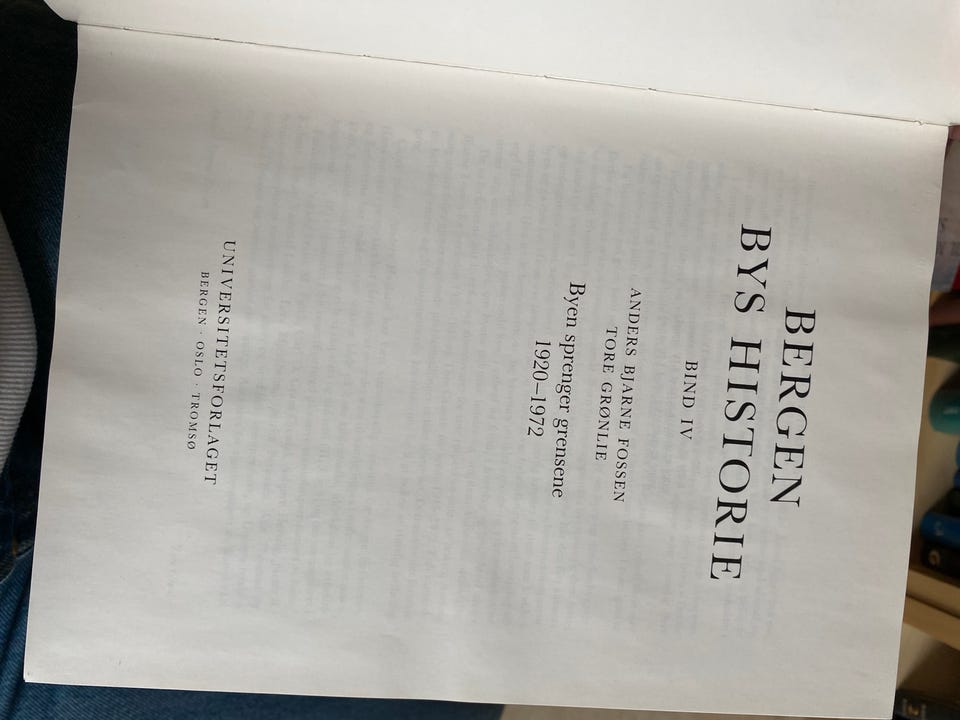 BERGEN
BYS HISTORIE
BIND IV
ANDERS BJARNE FOSSEN
TORE GRØNLIE
Byen sprenger grensene
1920–1972
UNIVERSITETSFORLAGET
BERGEN · OSLO · TROMSØ